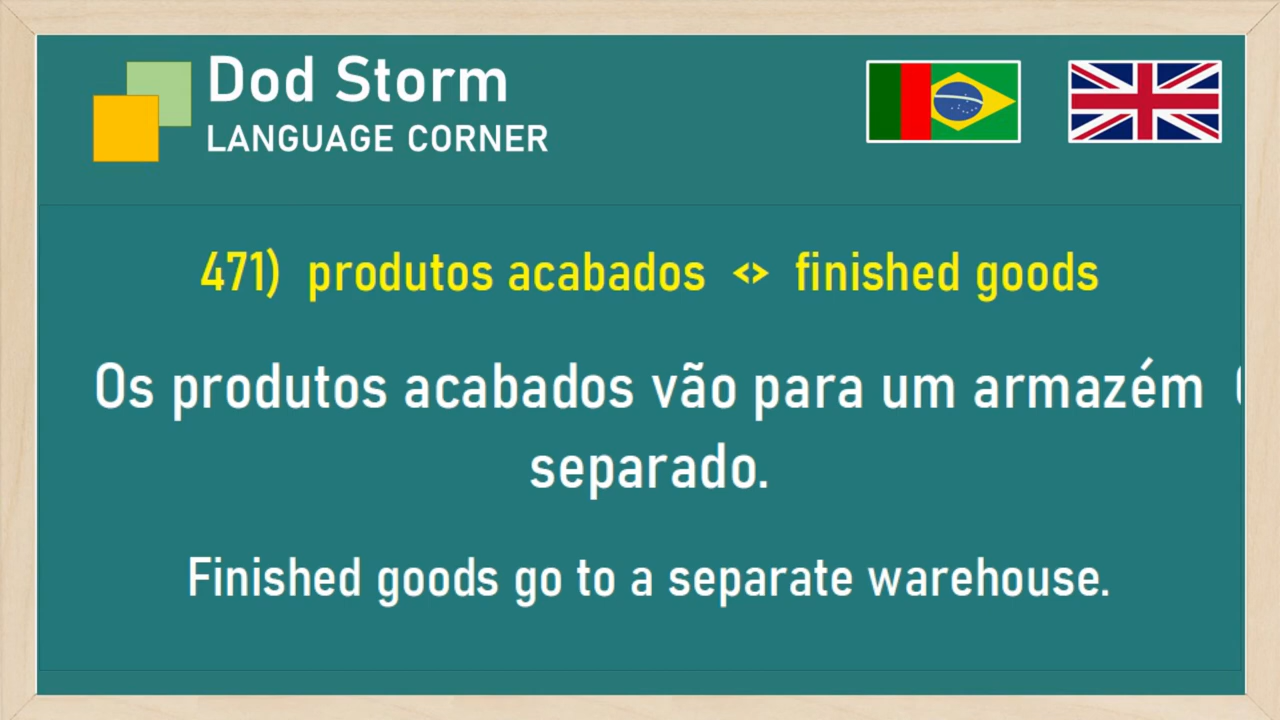 Dod Storm
LANGUAGE CORNER
471) produtos acabados <> finished goods
Os produtos acabados vão para um armazém
separado.
Finished goods go to a separate warehouse.